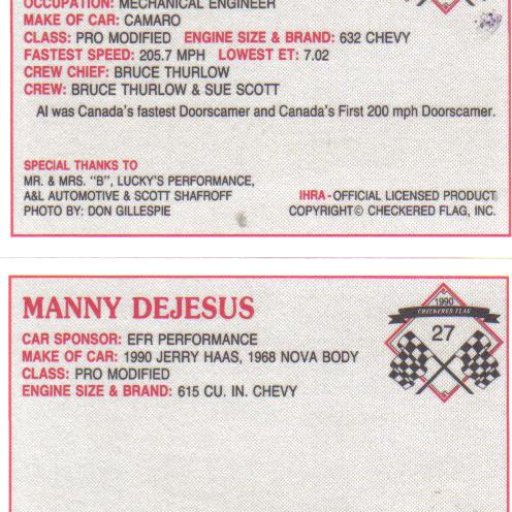 OCCUPATION: MECHANICAL ENGINEER
MAKE OF CAR: CAMARO
CLASS: PRO MODIFIED ENGINE SIZE & BRAND: 632 CHEVY
FASTEST SPEED: 205.7 MPH LOWEST ET: 7.02
CREW CHIEF: BRUCE THURLOW
CREW: BRUCE THURLOW & SUE SCOTT
Al was Canada's fastest Doorscamer and Canada's First 200 mph Doorscamer.
SPECIAL THANKS TO
MR. & MRS. "B", LUCKY'S PERFORMANCE,
A&L AUTOMOTIVE & SCOTT SHAFROFF
PHOTO BY: DON GILLESPIE
IHRA - OFFICIAL LICENSED PRODUCT
COPYRIGHT© CHECKERED FLAG, INC.
MANNY DEJESUS
CAR SPONSOR: EFR PERFORMANCE
MAKE OF CAR: 1990 JERRY HAAS, 1968 NOVA BODY
CLASS: PRO MODIFIED
ENGINE SIZE & BRAND: 615 CU. IN. CHEVY
1990
CHECKERED FLAG
27